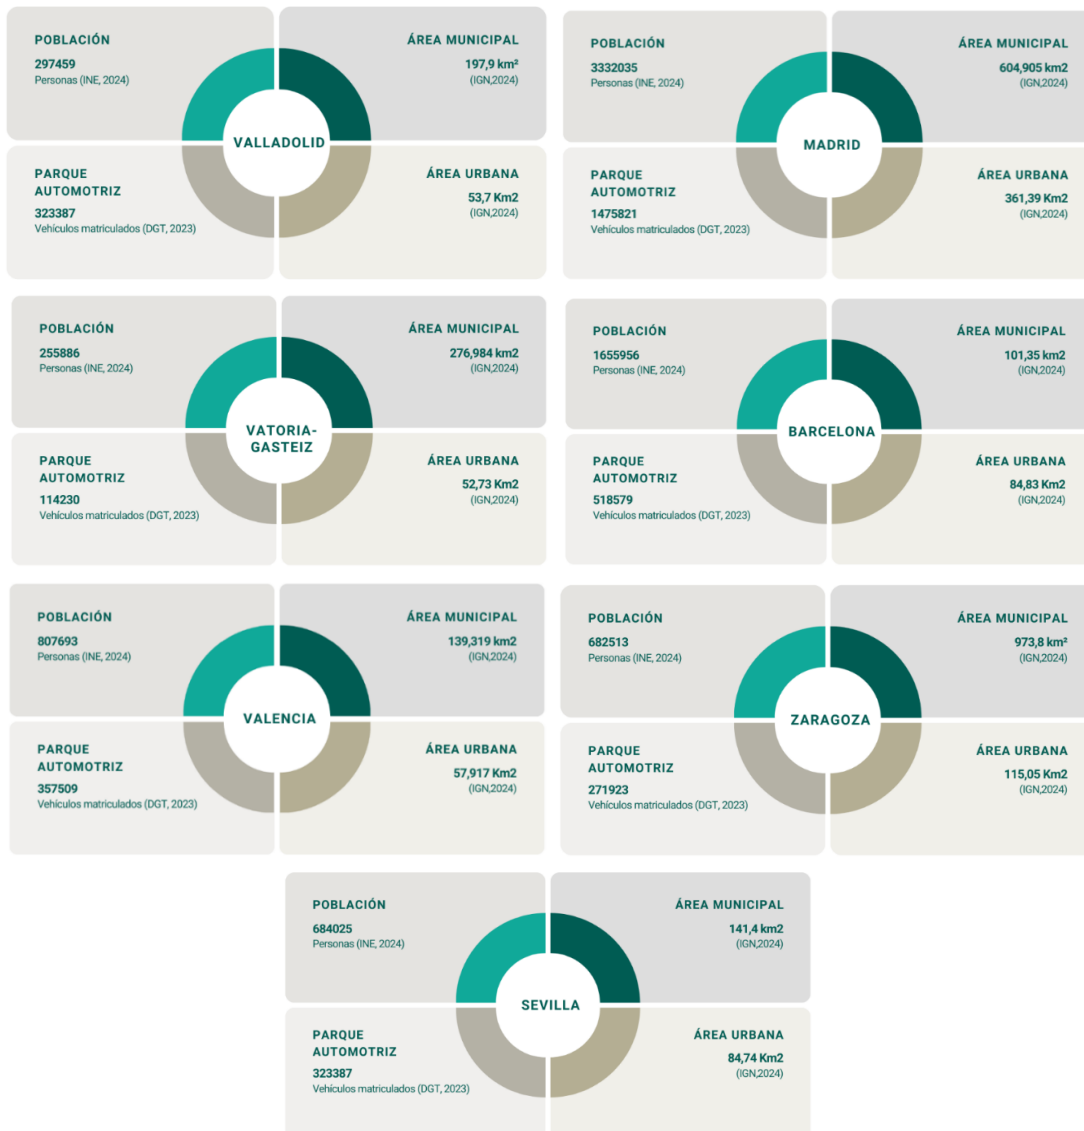 POBLACIÓN
297459
Personas (INE, 2024)
ÁREA MUNICIPAL
197,9 km²
(IGN,2024)
VALLADOLID
PARQUE
AUTOMOTRIZ
323387
Vehículos matriculados (DGT, 2023)
ÁREA URBANA
53,7 Km2
(IGN,2024)
POBLACIÓN
3332035
Personas (INE, 2024)
ÁREA MUNICIPAL
604,905 km2
(IGN,2024)
MADRID
PARQUE
AUTOMOTRIZ
1475821
Vehículos matriculados (DGT, 2023)
ÁREA URBANA
361,39 Km2
(IGN,2024)
POBLACIÓN
255886
Personas (INE, 2024)
ÁREA MUNICIPAL
276,984 km2
(IGN,2024)
VATORIA-
GASTEIZ
PARQUE
AUTOMOTRIZ
114230
Vehículos matriculados (DGT, 2023)
ÁREA URBANA
52,73 Km2
(IGN,2024)
POBLACIÓN
1655956
Personas (INE, 2024)
ÁREA MUNICIPAL
101,35 km2
(IGN,2024)
BARCELONA
PARQUE
AUTOMOTRIZ
518579
Vehículos matriculados (DGT, 2023)
ÁREA URBANA
84,83 Km2
(IGN,2024)
POBLACIÓN
807693
Personas (INE, 2024)
ÁREA MUNICIPAL
139,319 km2
(IGN,2024)
VALENCIA
PARQUE
AUTOMOTRIZ
357509
Vehículos matriculados (DGT, 2023)
ÁREA URBANA
57,917 Km2
(IGN,2024)
POBLACIÓN
682513
Personas (INE, 2024)
ÁREA MUNICIPAL
973,8 km²
(IGN,2024)
ZARAGOZA
PARQUE
AUTOMOTRIZ
271923
Vehículos matriculados (DGT, 2023)
ÁREA URBANA
115,05 Km2
(IGN,2024)
POBLACIÓN
684025
Personas (INE, 2024)
ÁREA MUNICIPAL
141,4 km2
(IGN,2024)
SEVILLA
PARQUE
AUTOMOTRIZ
323387
Vehículos matriculados (DGT, 2023)
ÁREA URBANA
84,74 Km2
(IGN,2024)